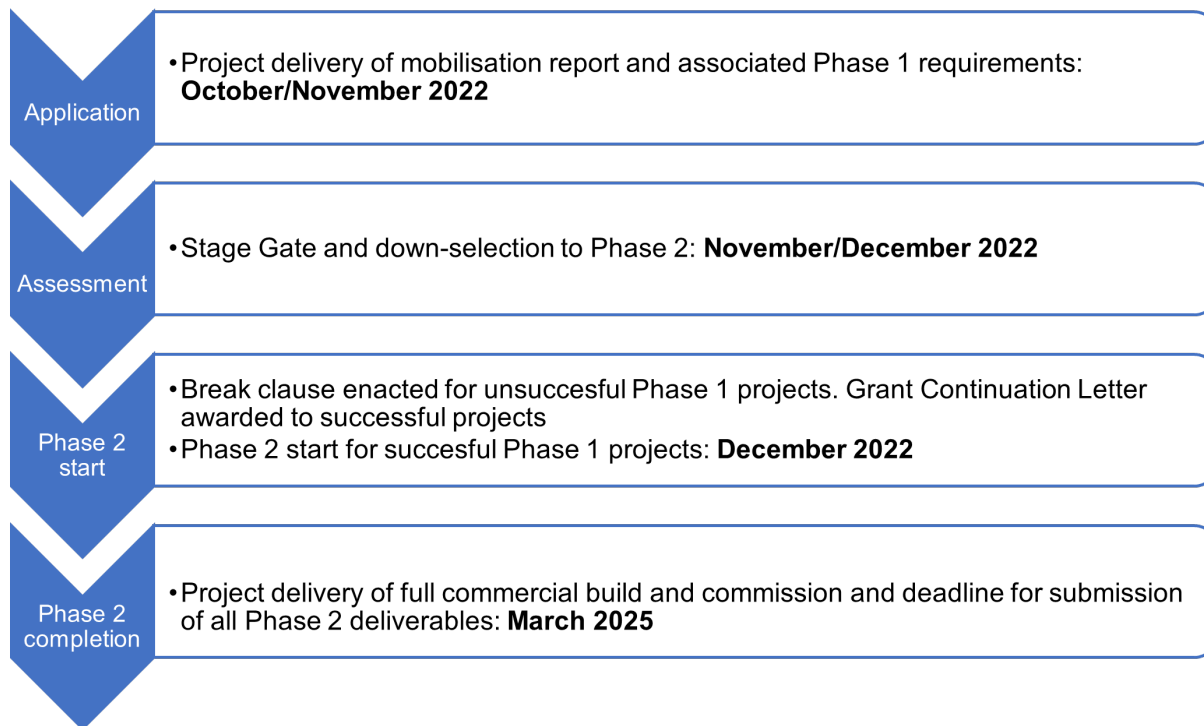 Application
•Project delivery of mobilisation report and associated Phase 1 requirements:
October/November 2022
Assessment
•Stage Gate and down-selection to Phase 2: November/December 2022
Phase 2
start
•Break clause enacted for unsuccesful Phase 1 projects. Grant Continuation Letter
awarded to successful projects
•Phase 2 start for succesful Phase 1 projects: December 2022
Phase 2
completion
•Project delivery of full commercial build and commission and deadline for submission
of all Phase 2 deliverables: March 2025